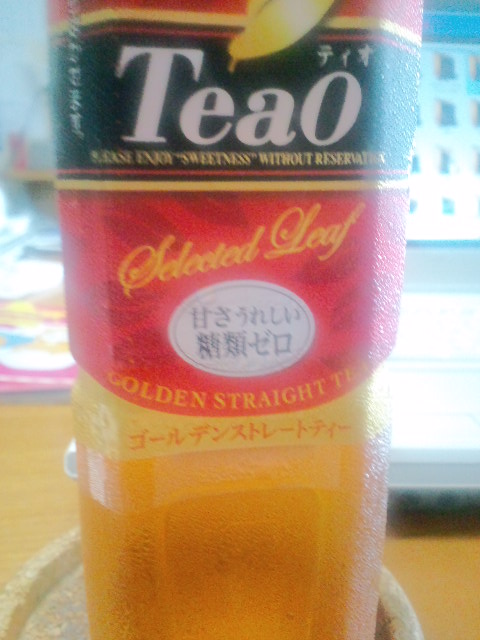 ティオ
TeaO
PLEASE ENJOY "SWEETNESS" WITHOUT RESERVATION
Selected Leaf
甘さうれしい
糖類ゼロ
GOLDEN STRAIGHT TE
ゴールデンストレートティー